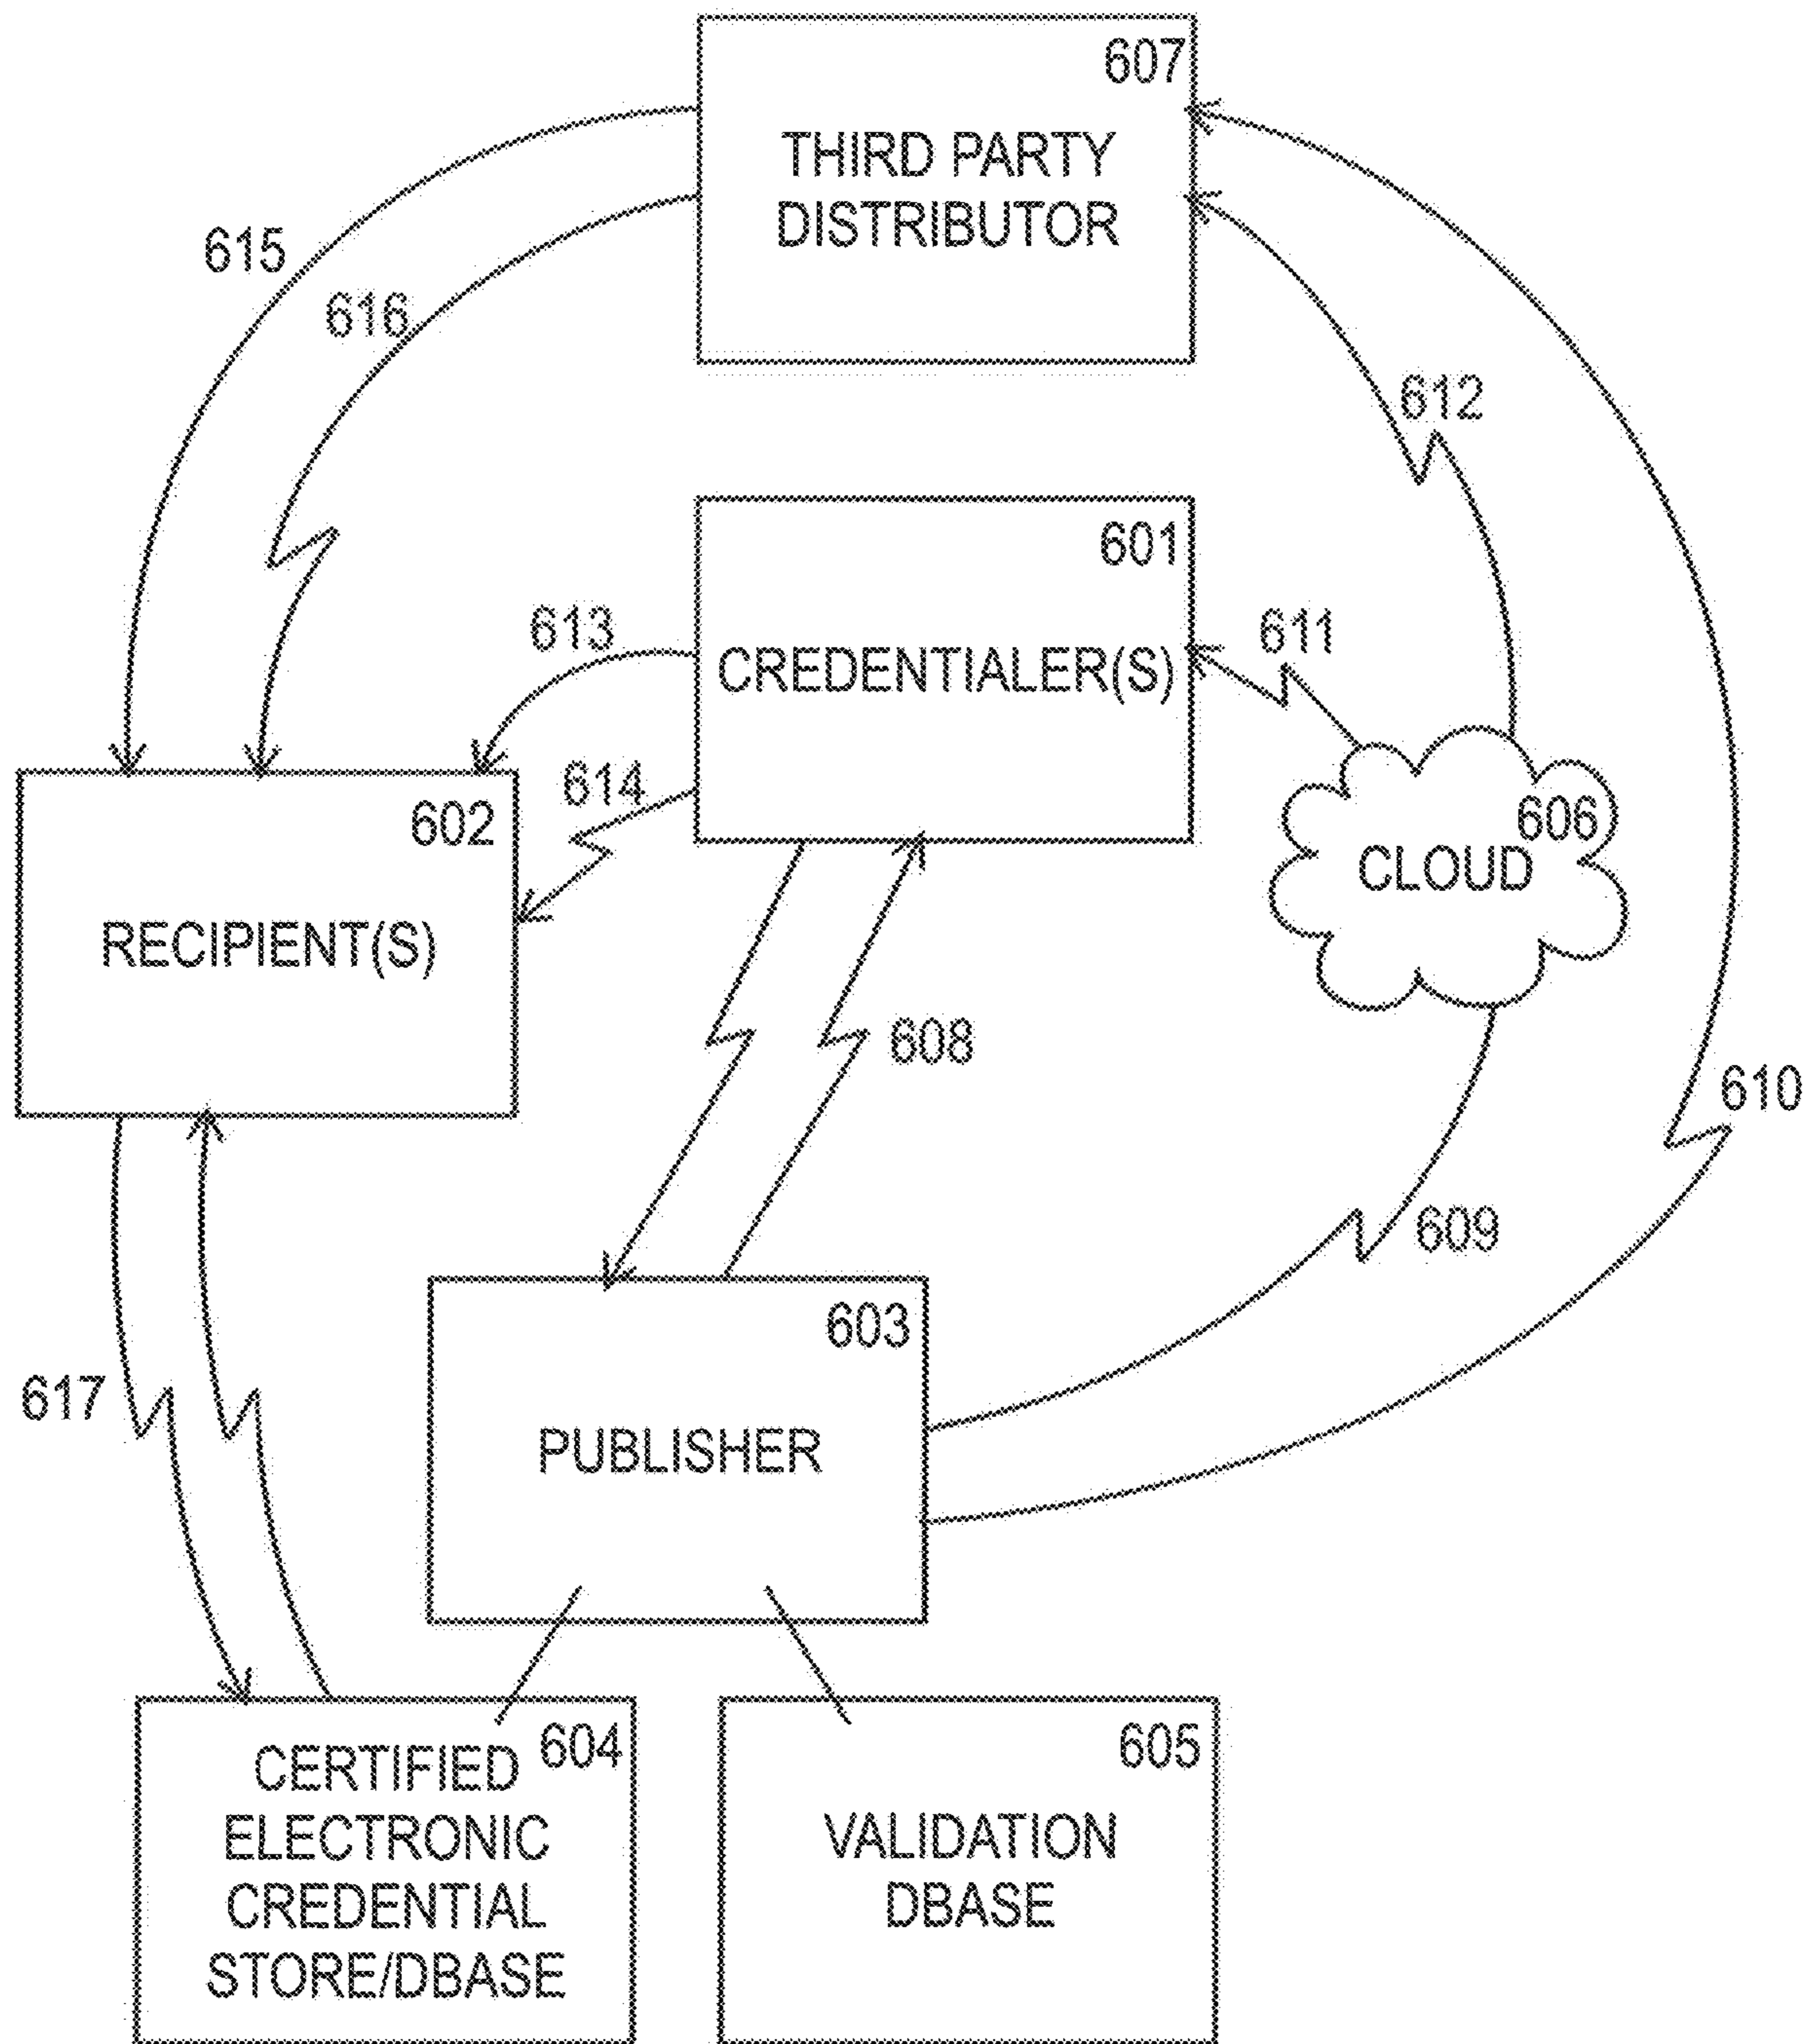 607
THIRD PARTY
DISTRIBUTOR
615
616
612
601
CREDENTIALER(S)
613
611
614
602
RECIPIENT(S)
606
CLOUD
608
610
609
603
PUBLISHER
617
604
CERTIFIED
ELECTRONIC
CREDENTIAL
STORE/DBASE
605
VALIDATION
DBASE